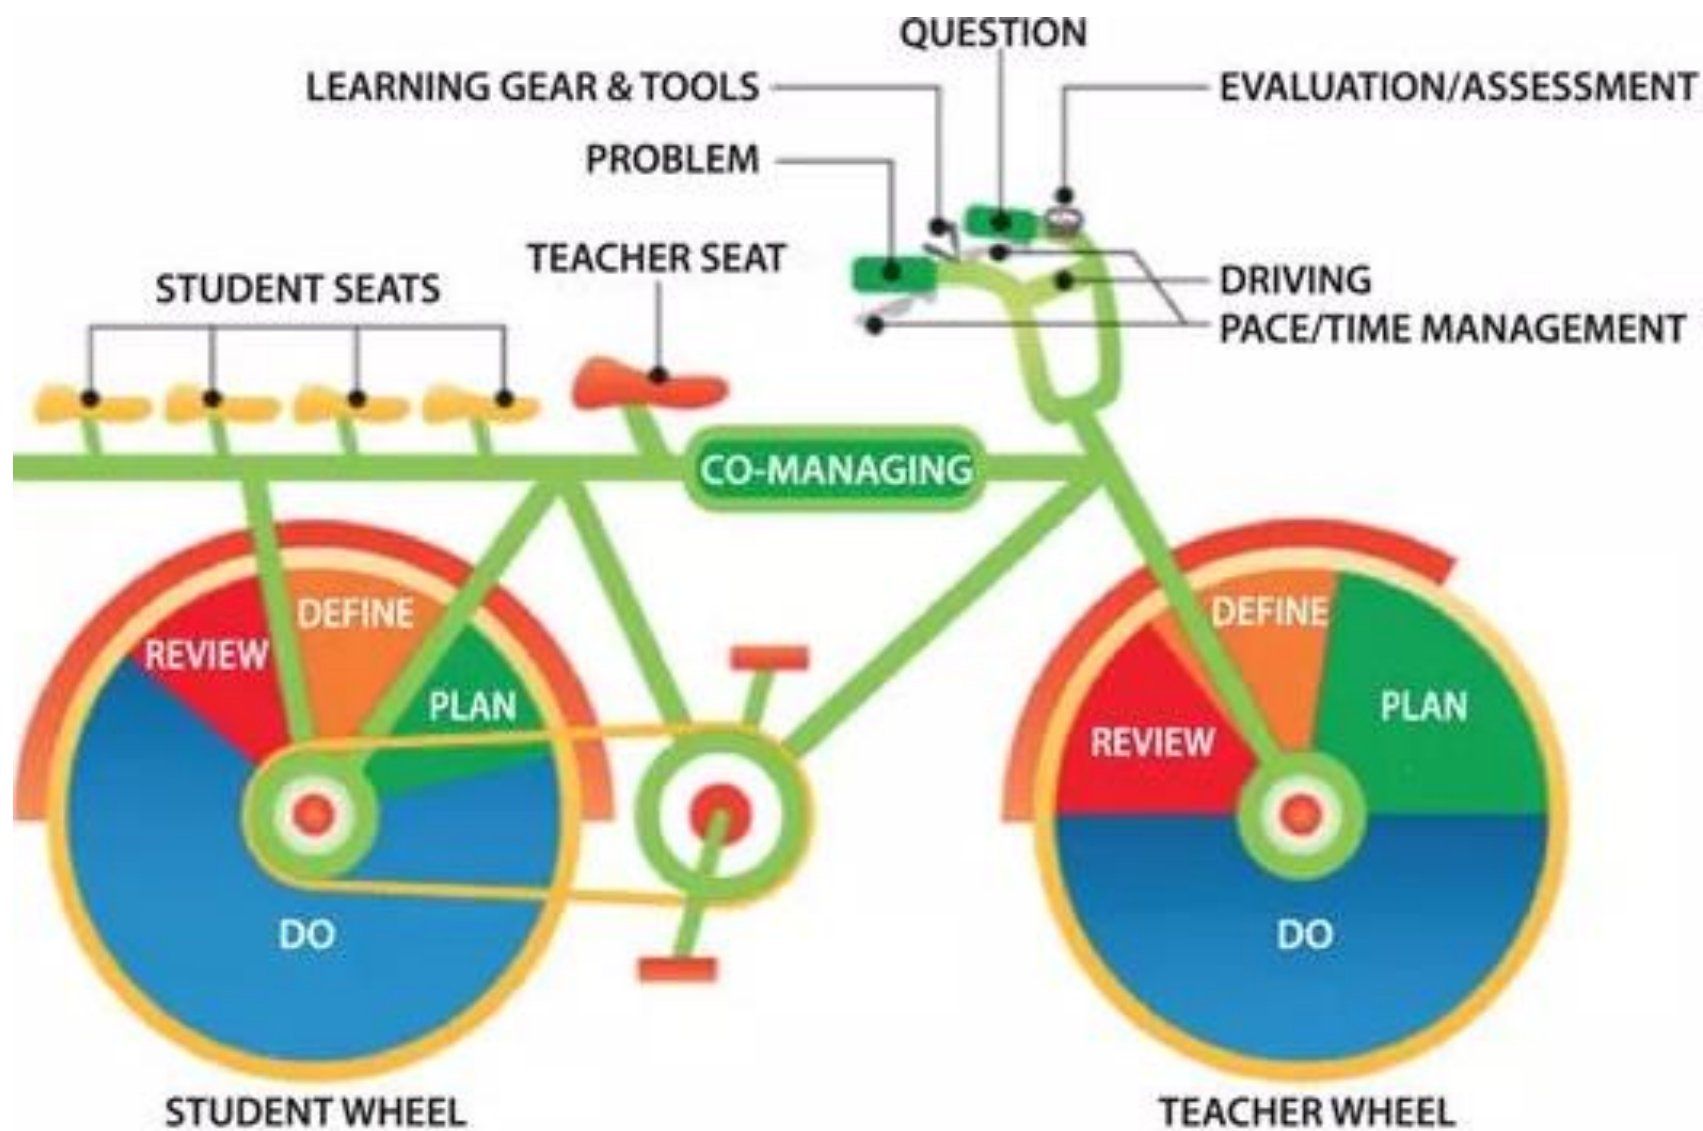 QUESTION
LEARNING GEAR & TOOLS
EVALUATION/ASSESSMENT
PROBLEM
TEACHER SEAT
STUDENT SEATS
DRIVING
PACE/TIME MANAGEMENT
CO-MANAGING
REVIEW
DEFINE
PLAN
DO
DEFINE
REVIEW
PLAN
DO
STUDENT WHEEL
TEACHER WHEEL